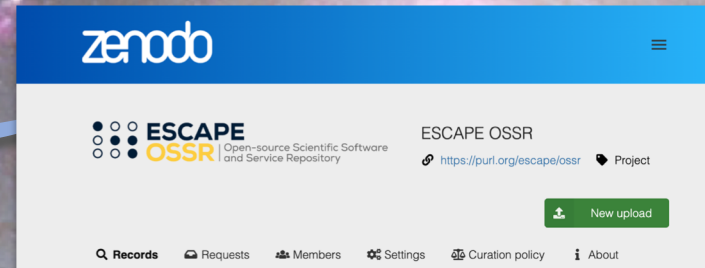 zenodo
ESCAPE
OSSR Open-source Scientific Software
and Service Repository
ESCAPE OSSR
https://purl.org/escape/ossr Project
New upload
Records Requests Members Settings Curation policy About